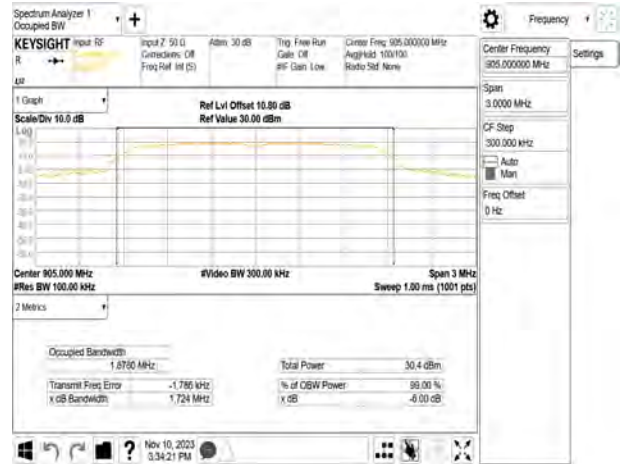 Spectrum Analyzer 1
Occupied BW
+
Frequency
KEYSIGHT Input: RF
R
Input Z: 50 Ω
Corrections: Off
Freq Ref: Int (S)
Atten: 30 dB
Trig: Free Run
Gate: Off
#IF Gain: Low
Center Freq: 905.000000 MHz
Avg|Hold: 100/100
Radio Std: None
Center Frequency
905.000000 MHz
Settings
Span
3.0000 MHz
CF Step
300.000 kHz
Auto
Man
Freq Offset
0 Hz
1 Graph
Scale/Div 10.0 dB
Log
Ref Lvl Offset 10.80 dB
Ref Value 30.00 dBm
Center 905.000 MHz
#Res BW 100.00 kHz
#Video BW 300.00 kHz
Span 3 MHz
Sweep 1.00 ms (1001 pts)
2 Metrics
Occupied Bandwidth
MHz
Total Power 30.4 dBm
Transmit Freq Error -1.786 kHz
% of OBW Power 99.00 %
x dB Bandwidth 1.724 MHz
x dB -6.00 dB
?
Nov 10, 2023
3:34:21 PM